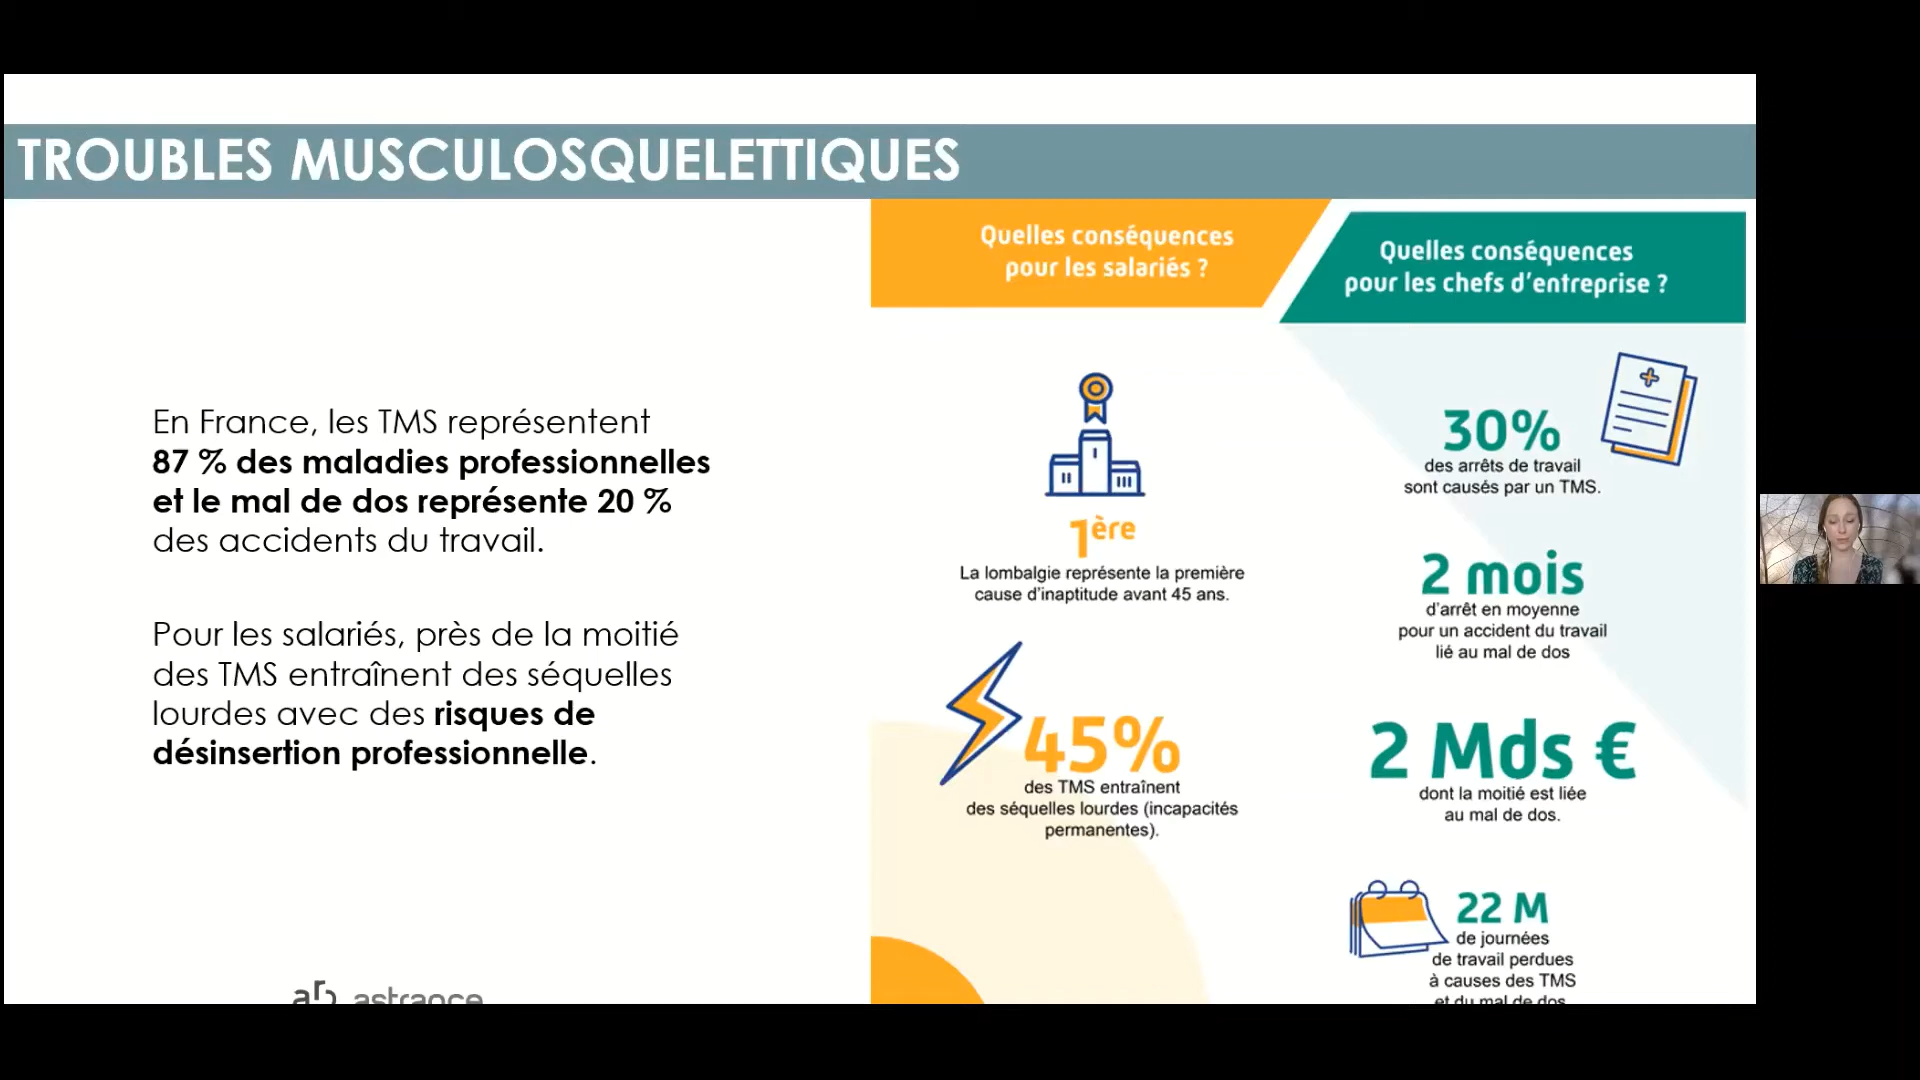 TROUBLES MUSCULOSQUELETTIQUES
En France, les TMS représentent
87 % des maladies professionnelles
et le mal de dos représente 20 %
des accidents du travail.
Pour les salariés, près de la moitié
des TMS entraînent des séquelles
lourdes avec des risques de
désinsertion professionnelle.
Quelles conséquences
pour les salariés ?
1ère
La lombalgie représente la première
cause d'inaptitude avant 45 ans.
45%
des TMS entraînent
des séquelles lourdes (incapacités
permanentes).
Quelles conséquences
pour les chefs d'entreprise ?
30%
des arrêts de travail
sont causés par un TMS.
2 mois
d'arrêt en moyenne
pour un accident du travail
lié au mal de dos
2 Mds €
dont la moitié est liée
au mal de dos.
22 M
de journées
de travail perdues
à causes des TMS
et du mal de dos
astrance